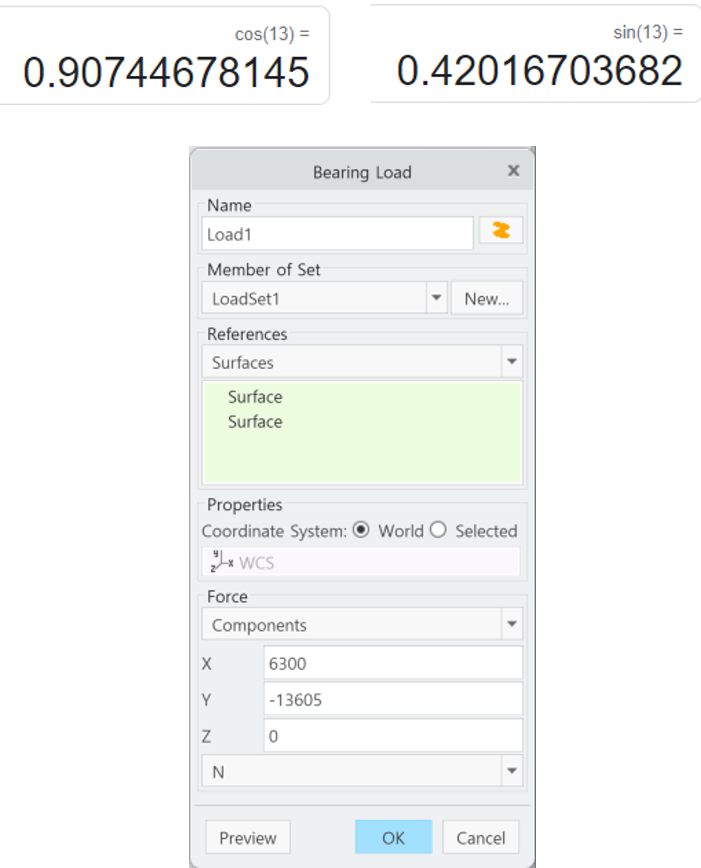 cos(13) =
0.90744678145
sin(13) =
0.42016703682
Bearing Load x
Name
Load1
Member of Set
LoadSet1 New...
References
Surfaces
Surface
Surface
Properties
Coordinate System: World Selected
y
z x WCS
Force
Components
X 6300
Y -13605
Z 0
N
Preview OK Cancel